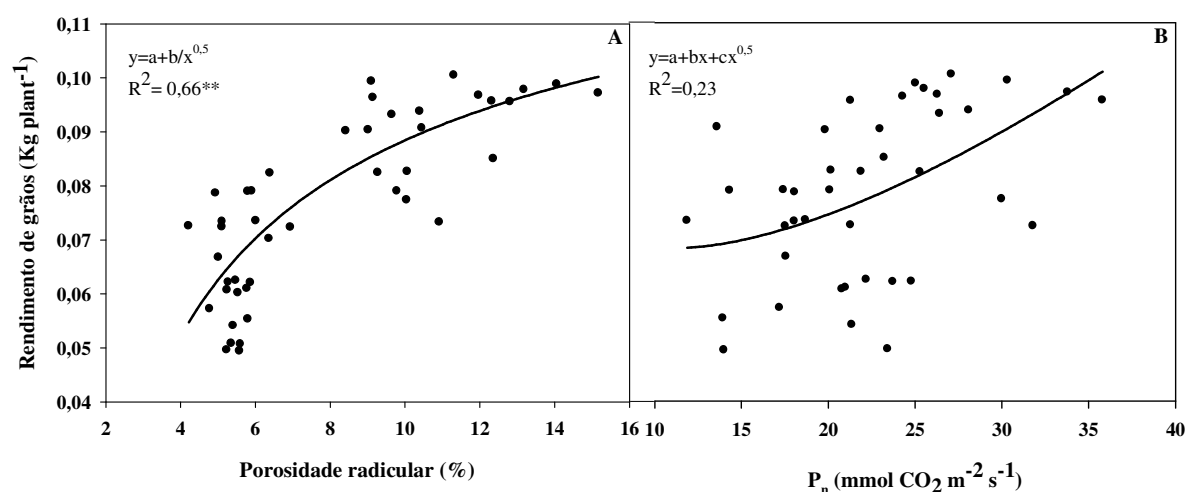 Rendimento de grãos (Kg plant-1)
0,11
0,10
0,09
0,08
0,07
0,06
0,05
0,04
A
y=a+b/x0,5
R2= 0,66**
2 4 6 8 10 12 14 16
Porosidade radicular (%)
B
y=a+bx+cx0,5
R2=0,23
10 15 20 25 30 35 40
Pn (mmol CO2 m-2 s-1)